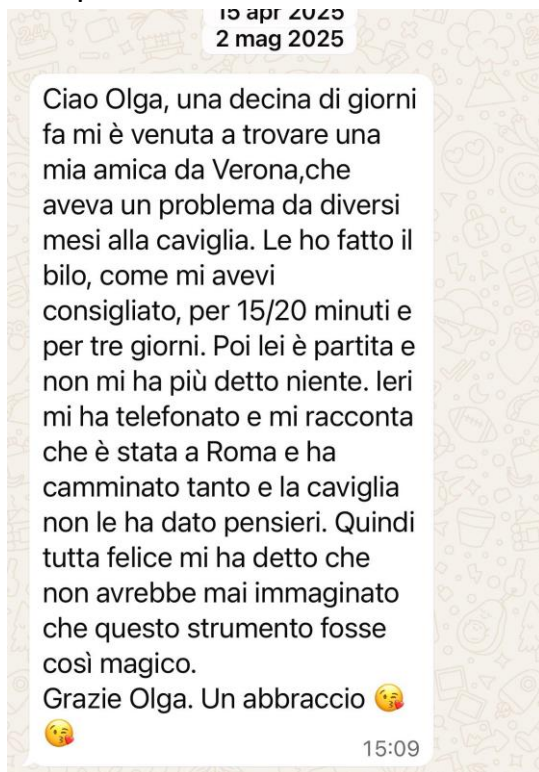 15 apr 2025
2 mag 2025
Ciao Olga, una decina di giorni
fa mi è venuta a trovare una
mia amica da Verona,che
aveva un problema da diversi
mesi alla caviglia. Le ho fatto il
bilo, come mi avevi
consigliato, per 15/20 minuti e
per tre giorni. Poi lei è partita e
non mi ha più detto niente. Ieri
mi ha telefonato e mi racconta
che è stata a Roma e ha
camminato tanto e la caviglia
non le ha dato pensieri. Quindi
tutta felice mi ha detto che
non avrebbe mai immaginato
che questo strumento fosse
così magico.
Grazie Olga. Un abbraccio 😘
😘
15:09